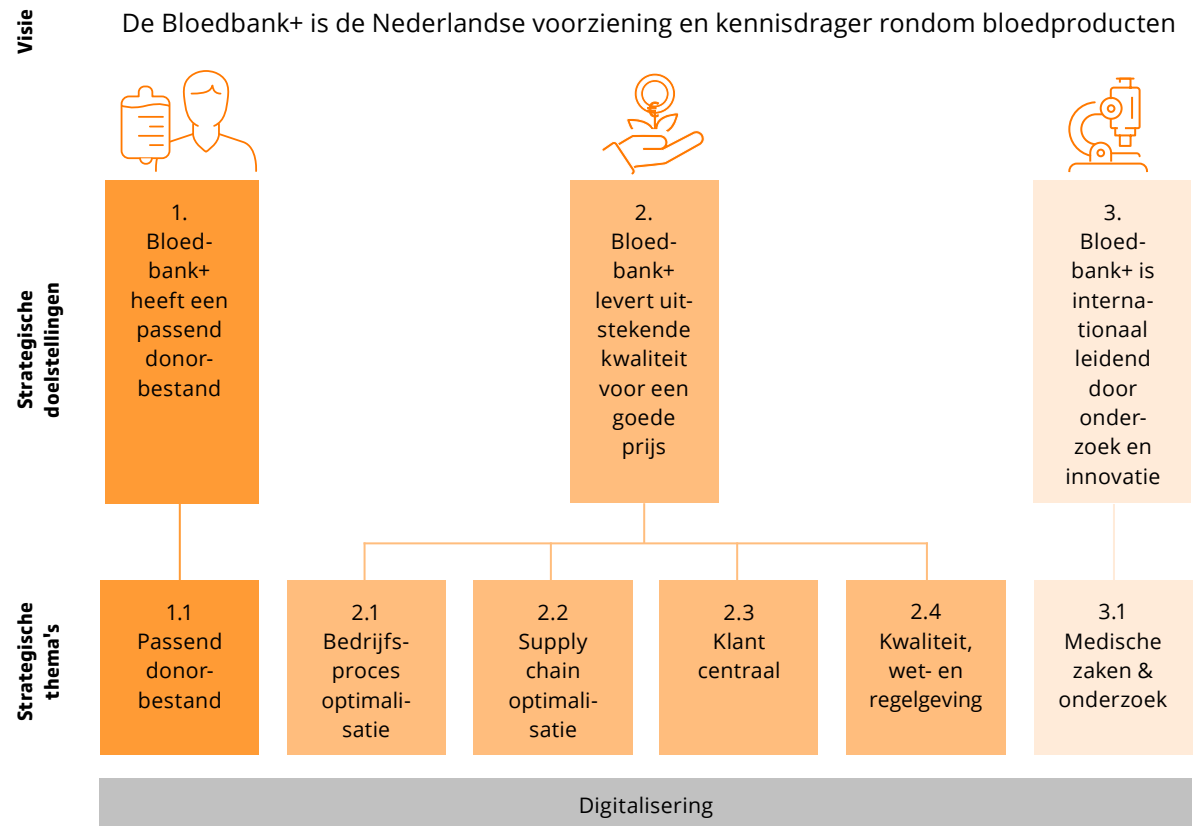 Visie
De Bloedbank+ is de Nederlandse voorziening en kennisdrager rondom bloedproducten
€
Strategische
doelstellingen
1.
Bloed-
bank+
heeft een
passend
donor-
bestand
2.
Bloed-
bank+
levert uit-
stekende
kwaliteit
voor een
goede
prijs
3.
Bloed-
bank+ is
interna-
tionaal
leidend
door
onder-
zoek en
innovatie
Strategische
thema's
1.1
Passend
donor-
bestand
2.1
Bedrijfs-
proces
optimali-
satie
2.2
Supply
chain
optimali-
satie
2.3
Klant
centraal
2.4
Kwaliteit,
wet- en
regelgeving
3.1
Medische
zaken &
onderzoek
Digitalisering